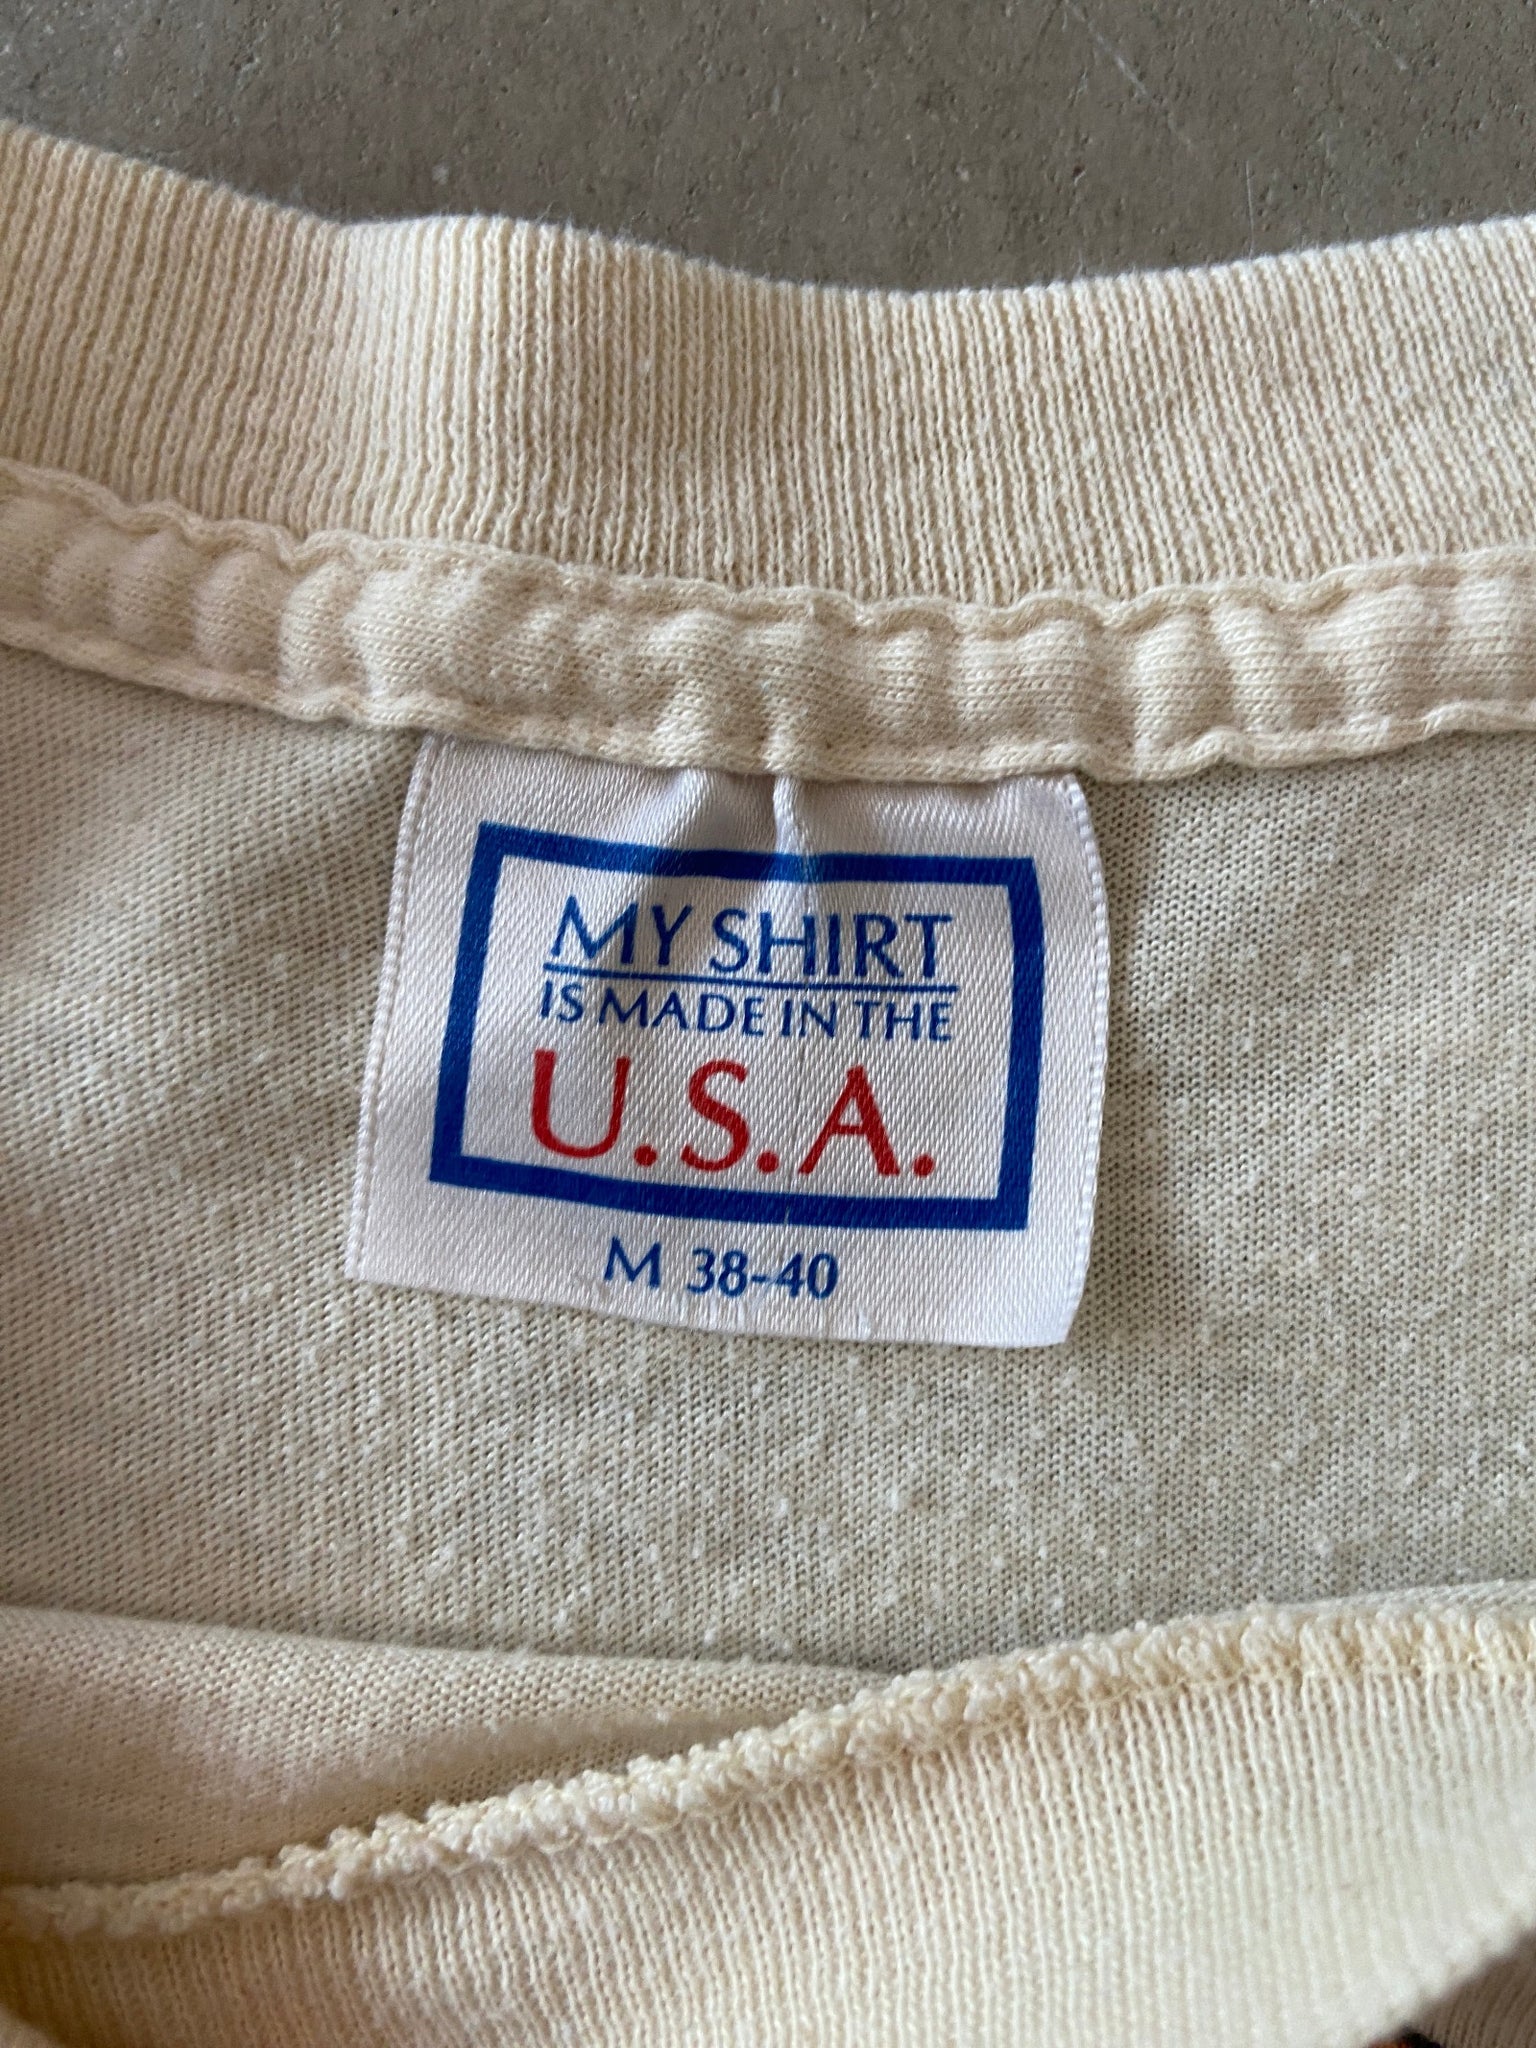 MY SHIRT
IS MADE IN THE
U.S.A.
M 38-40